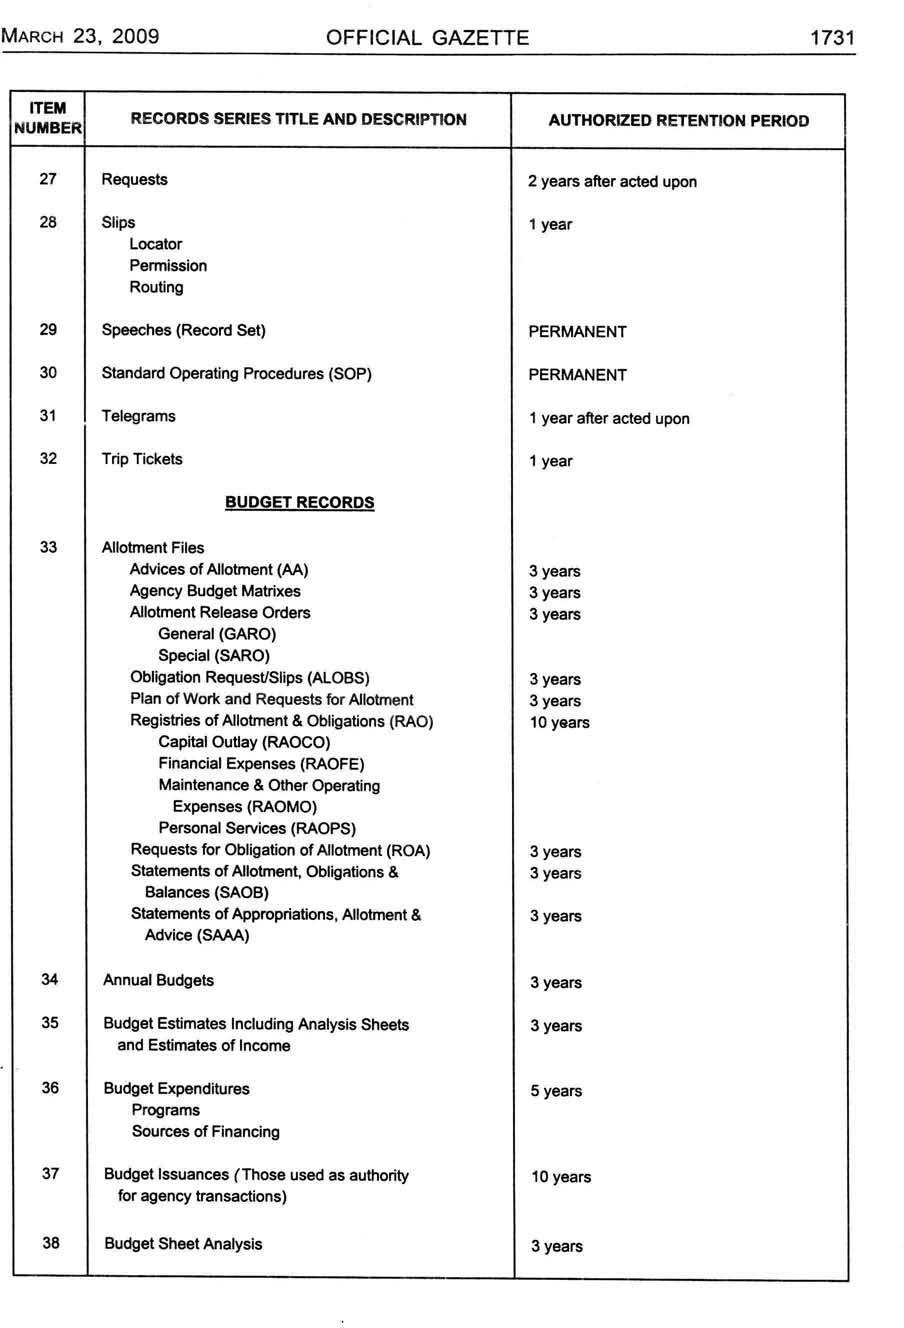 MARCH 23, 2009 OFFICIAL GAZETTE 1731
ITEM NUMBER RECORDS SERIES TITLE AND DESCRIPTION AUTHORIZED RETENTION PERIOD
27 Requests 2 years after acted upon
28 Slips 1 year
Locator
Permission
Routing
29 Speeches (Record Set) PERMANENT
30 Standard Operating Procedures (SOP) PERMANENT
31 Telegrams 1 year after acted upon
32 Trip Tickets 1 year
BUDGET RECORDS
33 Allotment Files
Advices of Allotment (AA) 3 years
Agency Budget Matrixes 3 years
Allotment Release Orders 3 years
General (GARO)
Special (SARO)
Obligation Request/Slips (ALOBS) 3 years
Plan of Work and Requests for Allotment 3 years
Registries of Allotment & Obligations (RAO) 10 years
Capital Outlay (RAOCO)
Financial Expenses (RAOFE)
Maintenance & Other Operating
Expenses (RAOMO)
Personal Services (RAOPS)
Requests for Obligation of Allotment (ROA) 3 years
Statements of Allotment, Obligations & 3 years
Balances (SAOB)
Statements of Appropriations, Allotment & 3 years
Advice (SAAA)
34 Annual Budgets 3 years
35 Budget Estimates Including Analysis Sheets 3 years
and Estimates of Income
36 Budget Expenditures 5 years
Programs
Sources of Financing
37 Budget Issuances (Those used as authority 10 years
for agency transactions)
38 Budget Sheet Analysis 3 years